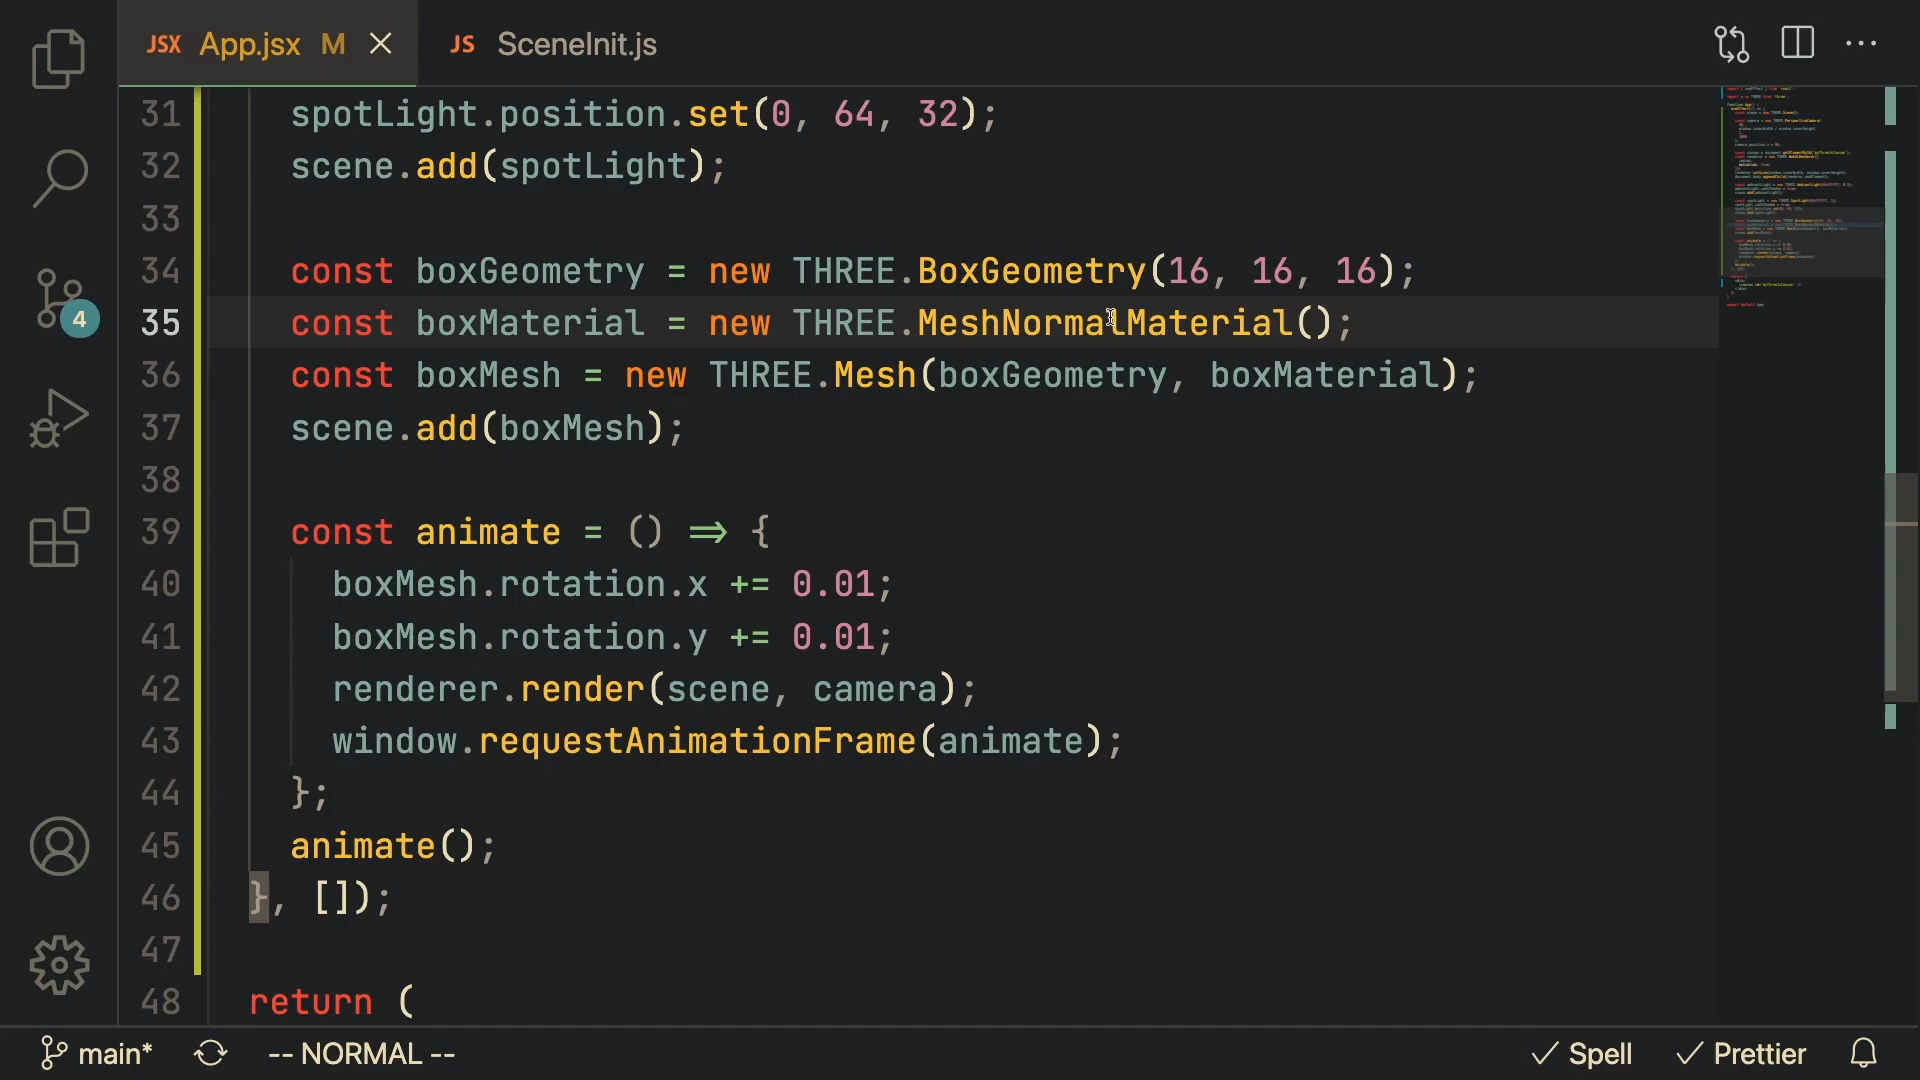 JSX App.jsx M JS SceneInit.js
31 spotLight.position.set(0, 64, 32);
32 scene.add(spotLight);
33
34 const boxGeometry = new THREE.BoxGeometry(16, 16, 16);
35 const boxMaterial = new THREE.MeshNormalMaterial();
36 const boxMesh = new THREE.Mesh(boxGeometry, boxMaterial);
37 scene.add(boxMesh);
38
39 const animate = () => {
40 boxMesh.rotation.x += 0.01;
41 boxMesh.rotation.y += 0.01;
42 renderer.render(scene, camera);
43 window.requestAnimationFrame(animate);
44 };
45 animate();
46 }, []);
47
48 return (
4
main* -- NORMAL -- Spell Prettier